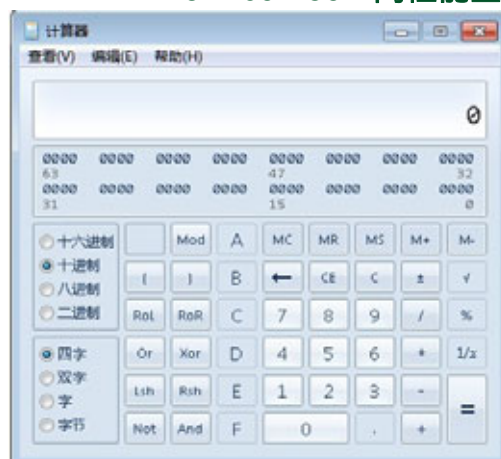 计算器
查看(V) 编辑(E) 帮助(H)
0
0000 0000 0000 0000 0000 0000 0000 0000
63 47 32
0000 0000 0000 0000 0000 0000 0000 0000
31 15 0
十六进制 Mod A MC MR MS M+ M-
十进制 ( ) B ← CE C ± √
八进制
二进制 RoL RoR C 7 8 9 / %
四字 Or Xor D 4 5 6 * 1/x
双字 Lsh Rsh E 1 2 3 - =
字
字节 Not And F 0 . +